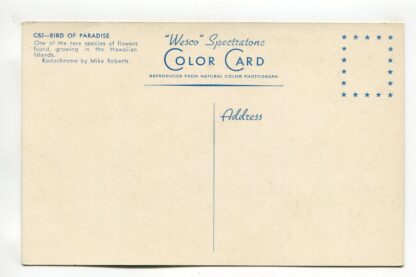 C52—BIRD OF PARADISE
One of the rare species of flowers
found growing in the Hawaiian
Islands.
Kodachrome by Mike Roberts
"Wesco" Spectratone
COLOR CARD
REPRODUCED FROM NATURAL COLOR PHOTOGRAPH
Address